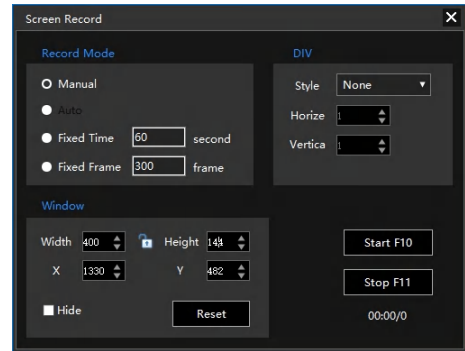 Screen Record
Record Mode
Manual
Auto
Fixed Time 60 second
Fixed Frame 300 frame
DIV
Style None
Horize 1
Vertica 1
Window
Width 400 Height 144
X 1330 Y 482
Hide Reset
Start F10
Stop F11
00:00/0